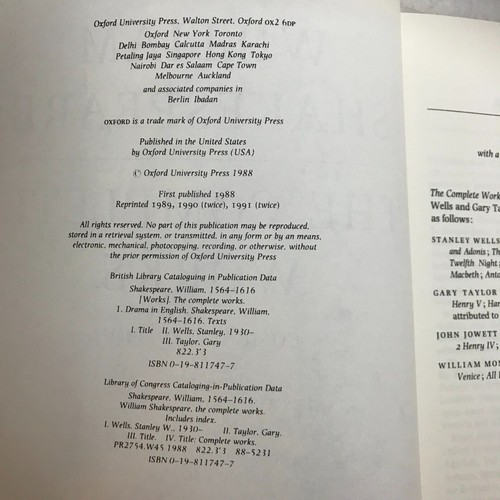 Oxford University Press, Walton Street, Oxford OX2 6DP
Oxford New York Toronto
Delhi Bombay Calcutta Madras Karachi
Petaling Jaya Singapore Hong Kong Tokyo
Nairobi Dar es Salaam Cape Town
Melbourne Auckland
and associated companies in
Berlin Ibadan
OXFORD is a trade mark of Oxford University Press
Published in the United States
by Oxford University Press (USA)
© Oxford University Press 1988
First published 1988
Reprinted 1989, 1990 (twice), 1991 (twice)
All rights reserved. No part of this publication may be reproduced,
stored in a retrieval system, or transmitted, in any form or by an means,
electronic, mechanical, photocopying, recording, or otherwise, without
the prior permission of Oxford University Press
British Library Cataloguing in Publication Data
Shakespeare, William, 1564–1616
[Works]. The complete works.
1. Drama in English. Shakespeare, William,
1564–1616. Texts
I. Title II. Wells, Stanley, 1930–
III. Taylor, Gary
822.3'3
ISBN 0–19–811747–7
Library of Congress Cataloging-in-Publication Data
Shakespeare, William, 1564–1616.
William Shakespeare, the complete works.
Includes index.
I. Wells, Stanley W., 1930– II. Taylor, Gary.
III. Title. IV. Title: Complete works.
PR2754.W45 1988 822.3'3 88–5231
ISBN 0–19–811747–7
with a
The Complete Work
Wells and Gary Ta
as follows:
STANLEY WELLS
and Adonis; Th
Twelfth Night;
Macbeth; Anto
GARY TAYLOR
Henry V; Ham
attributed to
JOHN JOWETT
2 Henry IV;
WILLIAM MON
Venice; All